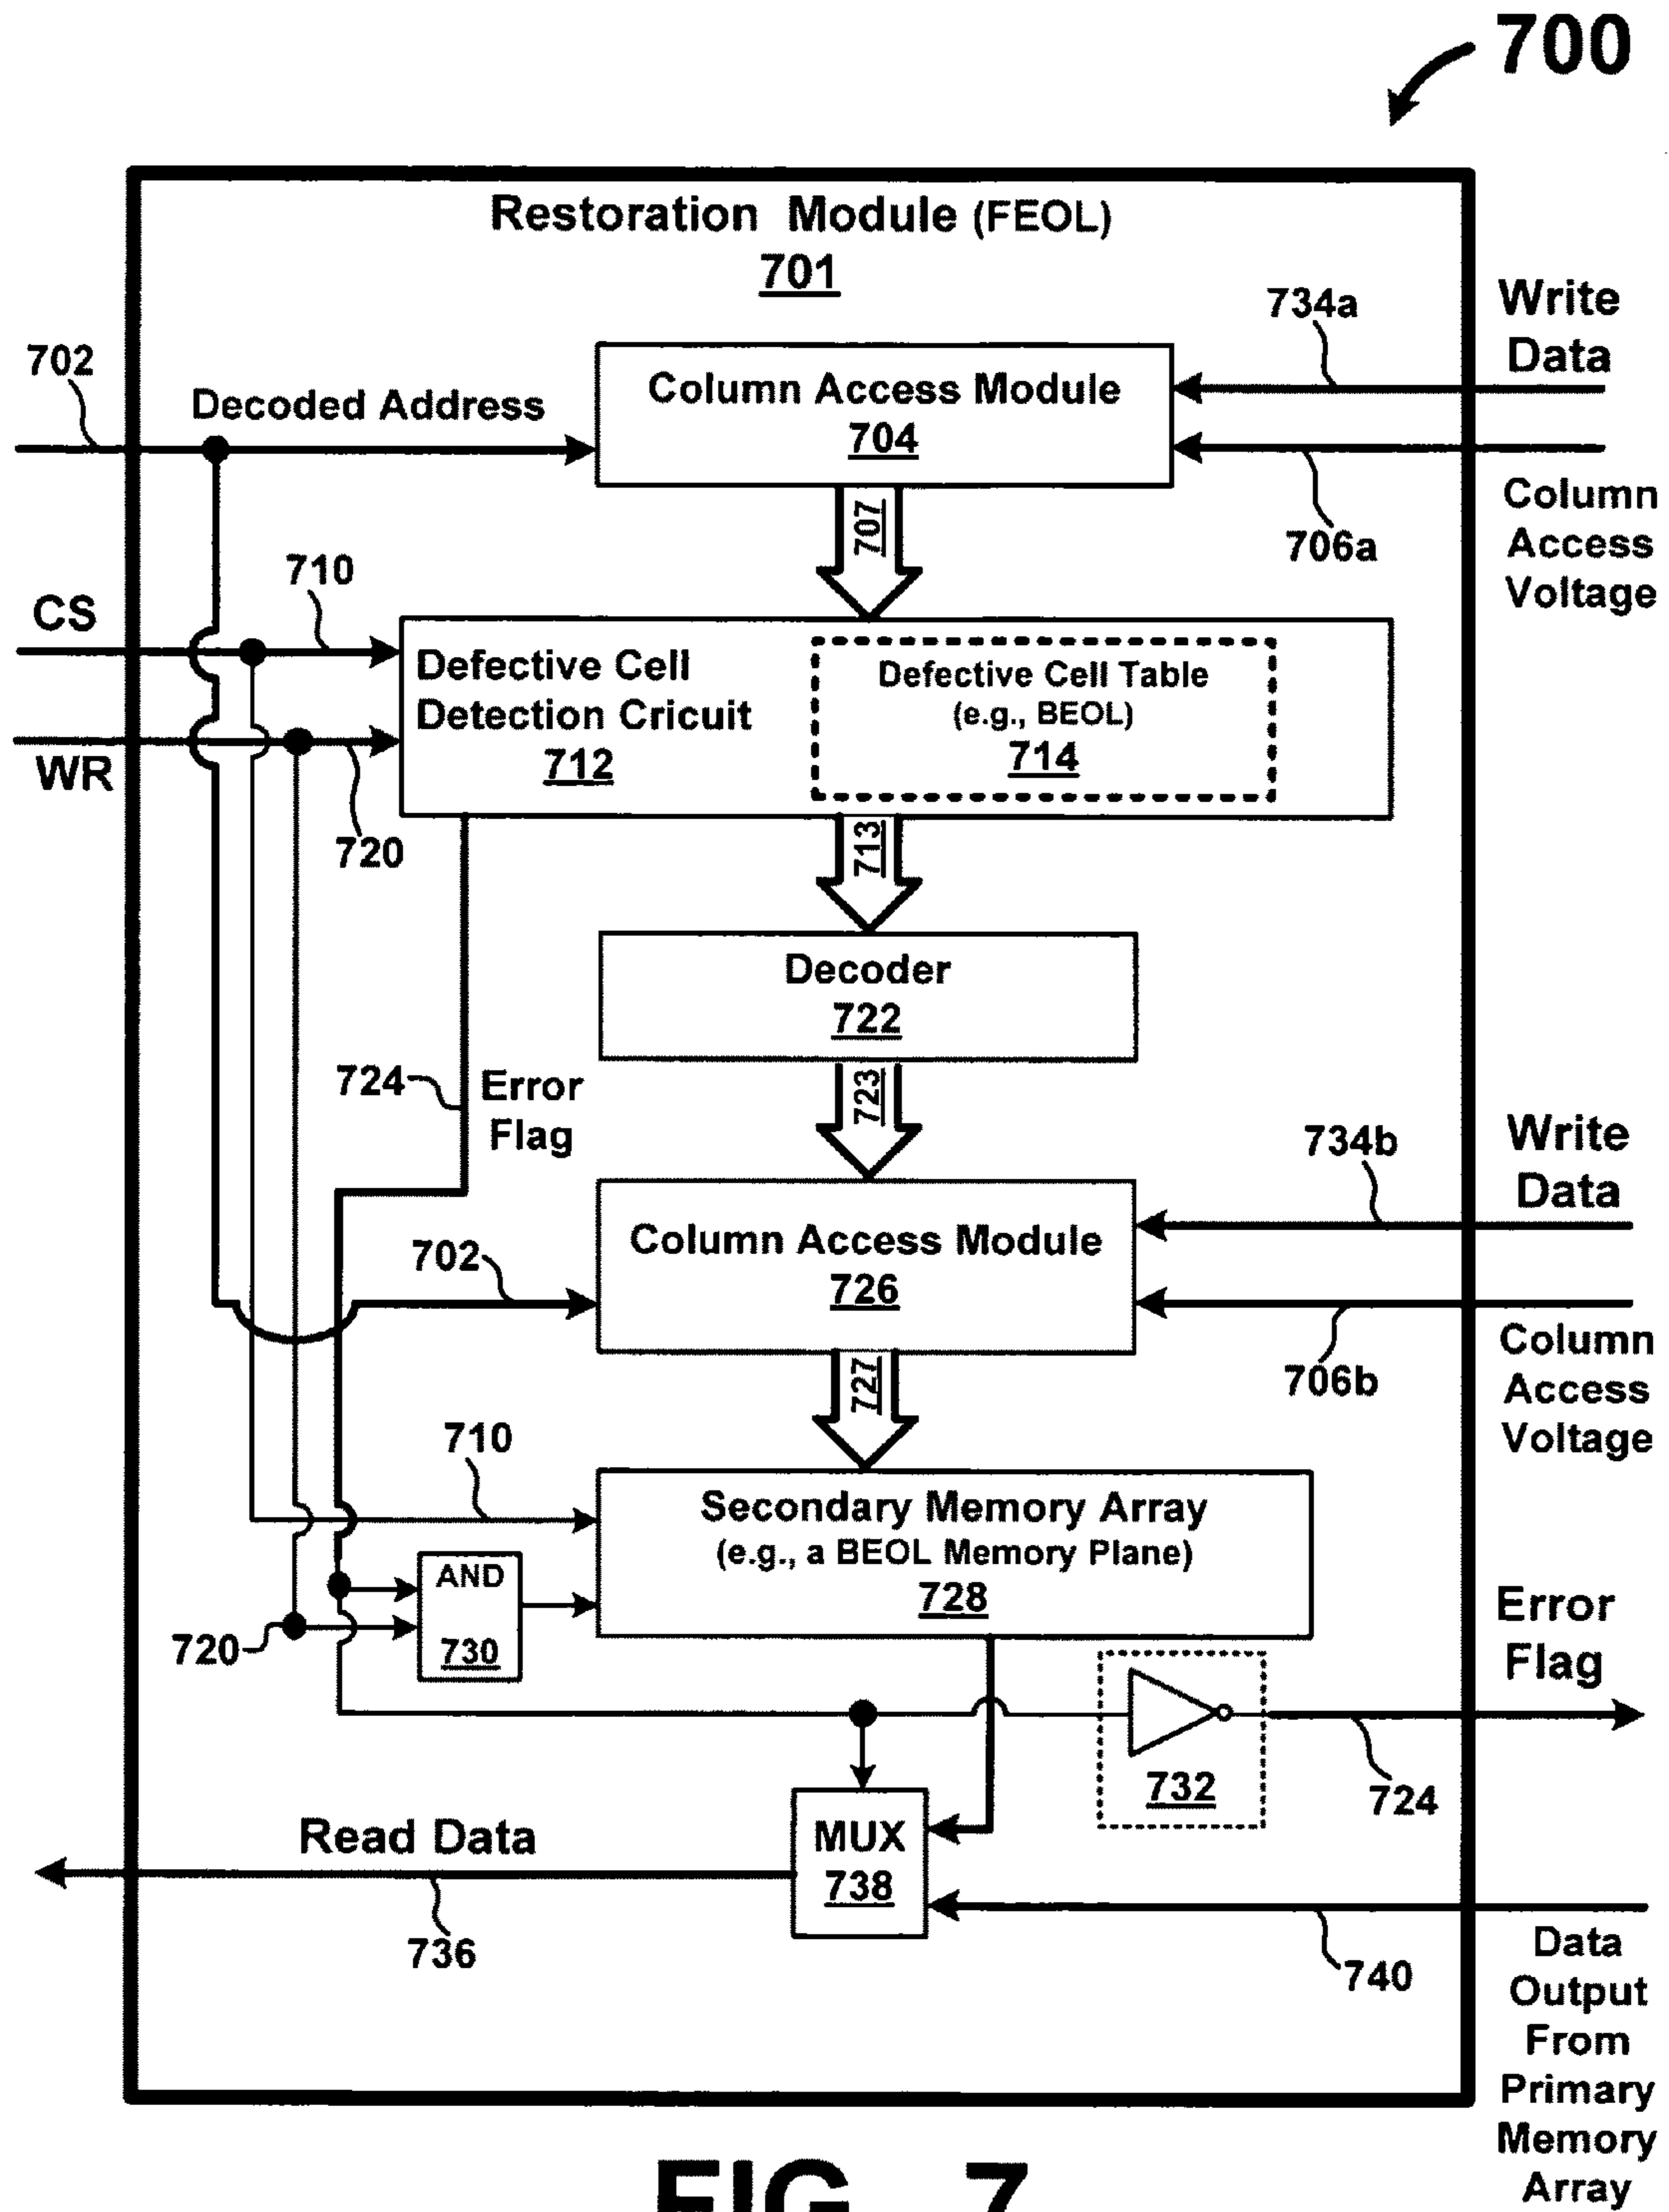 700
Restoration Module (FEOL)
701
734a
Write
Data
702
Decoded Address
Column Access Module
704
706a
Column
Access
Voltage
707
710
CS
Defective Cell
Detection Cricuit
712
Defective Cell Table
(e.g., BEOL)
714
WR
720
713
Decoder
722
724
Error
Flag
723
734b
Write
Data
702
Column Access Module
726
706b
Column
Access
Voltage
727
710
Secondary Memory Array
(e.g., a BEOL Memory Plane)
728
AND
730
720
Error
Flag
732
724
Read Data
MUX
738
736
740
Data
Output
From
Primary
Memory
Array
FIG. 7